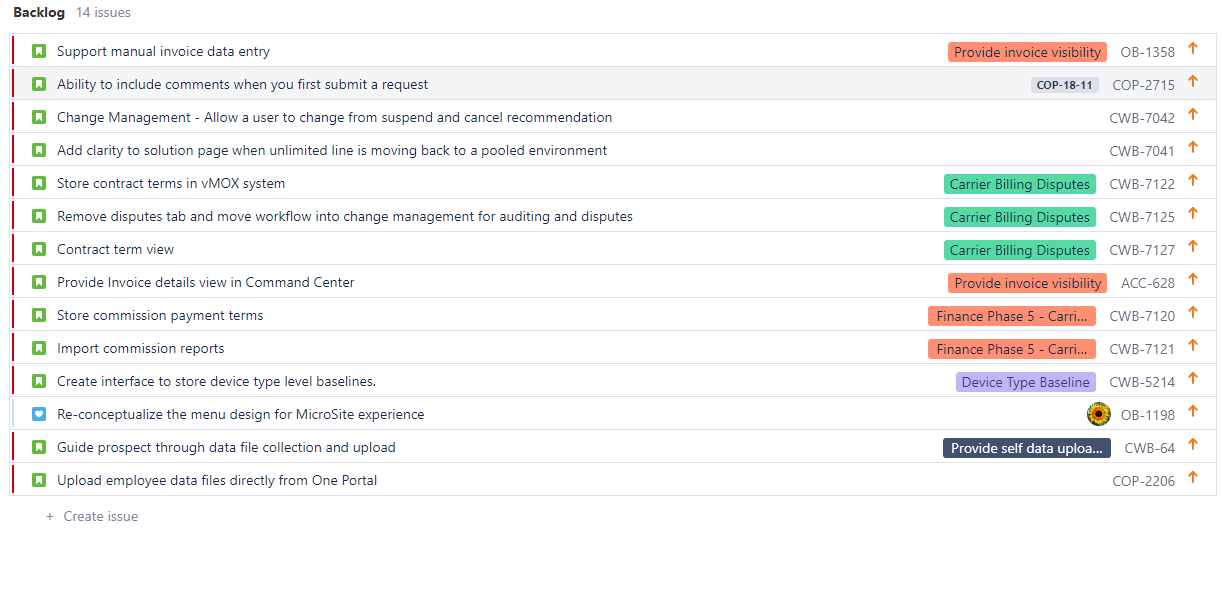 Backlog 14 issues
Support manual invoice data entry Provide invoice visibility OB-1358
Ability to include comments when you first submit a request COP-18-11 COP-2715
Change Management - Allow a user to change from suspend and cancel recommendation CWB-7042
Add clarity to solution page when unlimited line is moving back to a pooled environment CWB-7041
Store contract terms in vMOX system Carrier Billing Disputes CWB-7122
Remove disputes tab and move workflow into change management for auditing and disputes Carrier Billing Disputes CWB-7125
Contract term view Carrier Billing Disputes CWB-7127
Provide Invoice details view in Command Center Provide invoice visibility ACC-628
Store commission payment terms Finance Phase 5 - Carri... CWB-7120
Import commission reports Finance Phase 5 - Carri... CWB-7121
Create interface to store device type level baselines. Device Type Baseline CWB-5214
Re-conceptualize the menu design for MicroSite experience OB-1198
Guide prospect through data file collection and upload Provide self data uploa... CWB-64
Upload employee data files directly from One Portal COP-2206
+ Create issue